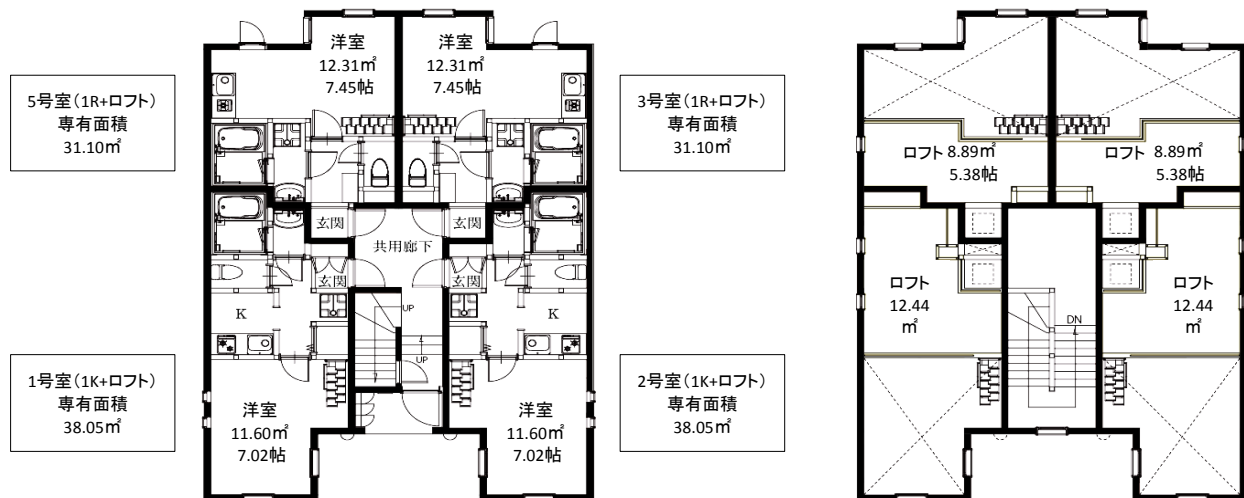 洋室
12.31㎡
7.45帖
洋室
12.31㎡
7.45帖
5号室(1R+ロフト)
専有面積
31.10㎡
3号室(1R+ロフト)
専有面積
31.10㎡
玄関
玄関
共用廊下
玄関
玄関
K
K
UP
UP
1号室(1K+ロフト)
専有面積
38.05㎡
2号室(1K+ロフト)
専有面積
38.05㎡
洋室
11.60㎡
7.02帖
洋室
11.60㎡
7.02帖
ロフト 8.89㎡
5.38帖
ロフト 8.89㎡
5.38帖
ロフト
12.44
㎡
ロフト
12.44
㎡
DN